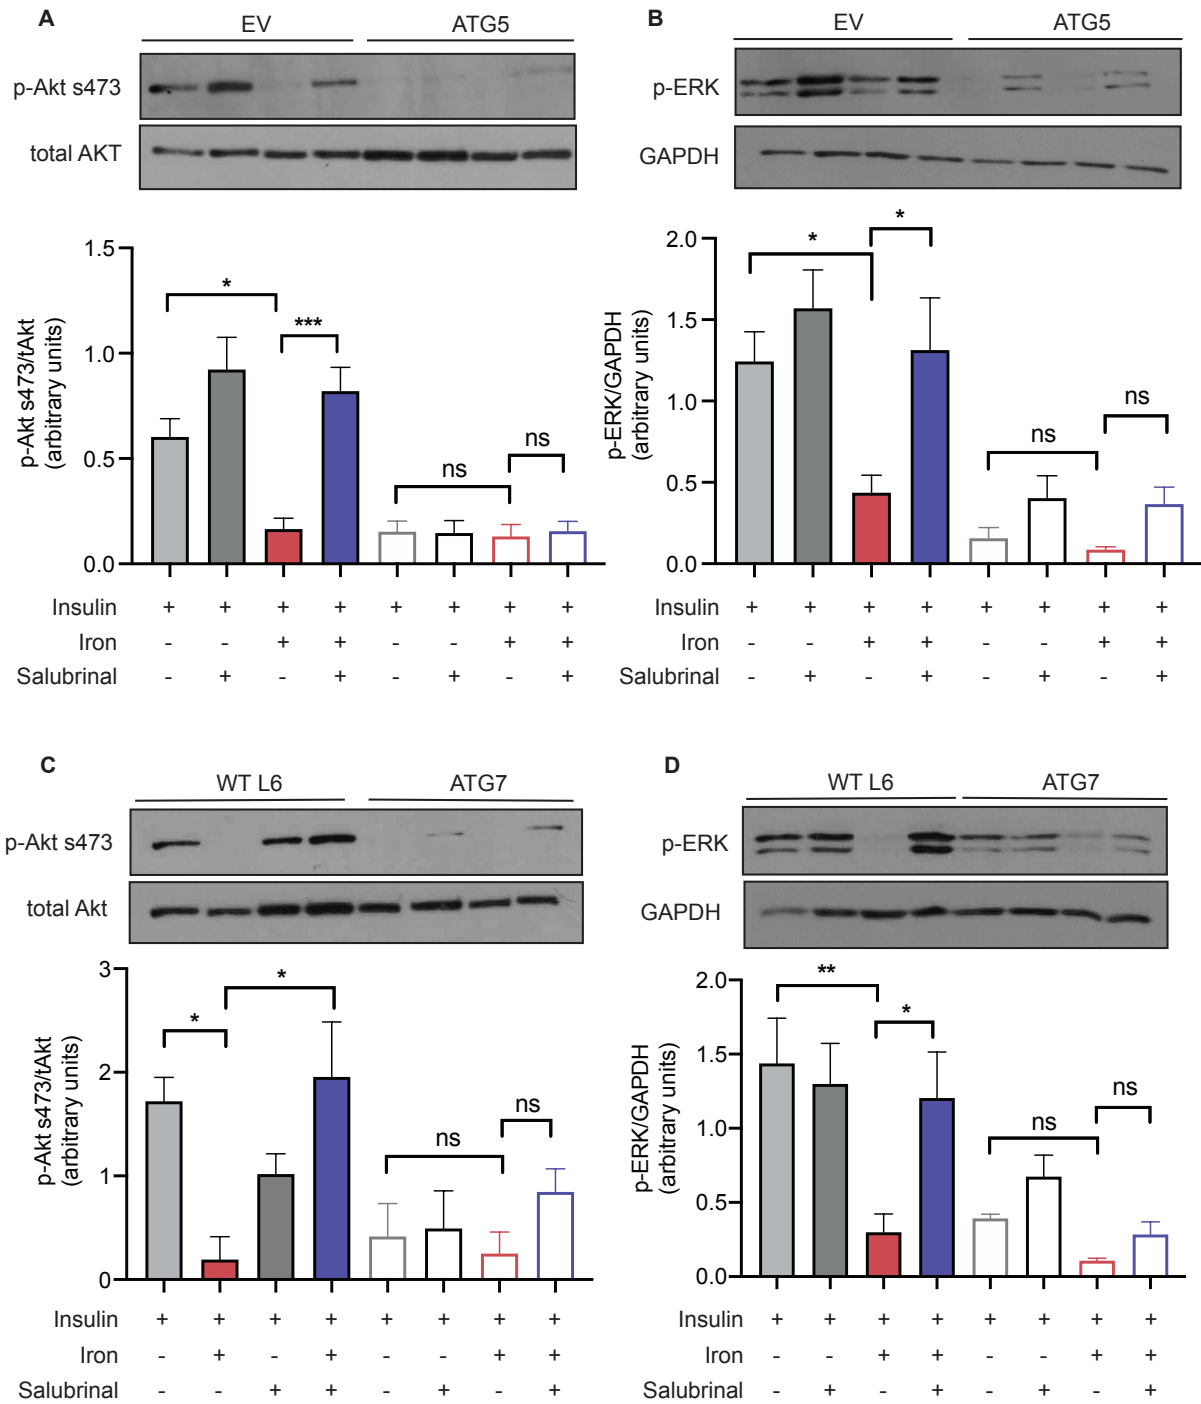 A
EV ATG5
p-Akt s473
total AKT
1.5
1.0
0.5
0.0
p-Akt s473/tAkt
(arbitrary units)
*
***
ns
ns
Insulin + + + + + + + +
Iron - - + + - - + +
Salubrinal - + - + - + - +
B
EV ATG5
p-ERK
GAPDH
2.0
1.5
1.0
0.5
0.0
p-ERK/GAPDH
(arbitrary units)
*
*
ns
ns
Insulin + + + + + + + +
Iron - - + + - - + +
Salubrinal - + - + - + - +
C
WT L6 ATG7
p-Akt s473
total Akt
3
2
1
0
p-Akt s473/tAkt
(arbitrary units)
*
*
ns
ns
Insulin + + + + + + + +
Iron - + - + - - + +
Salubrinal - - + + - + - +
D
WT L6 ATG7
p-ERK
GAPDH
2.0
1.5
1.0
0.5
0.0
p-ERK/GAPDH
(arbitrary units)
**
*
ns
ns
Insulin + + + + + + + +
Iron - - + + - - + +
Salubrinal - + - + - + - +